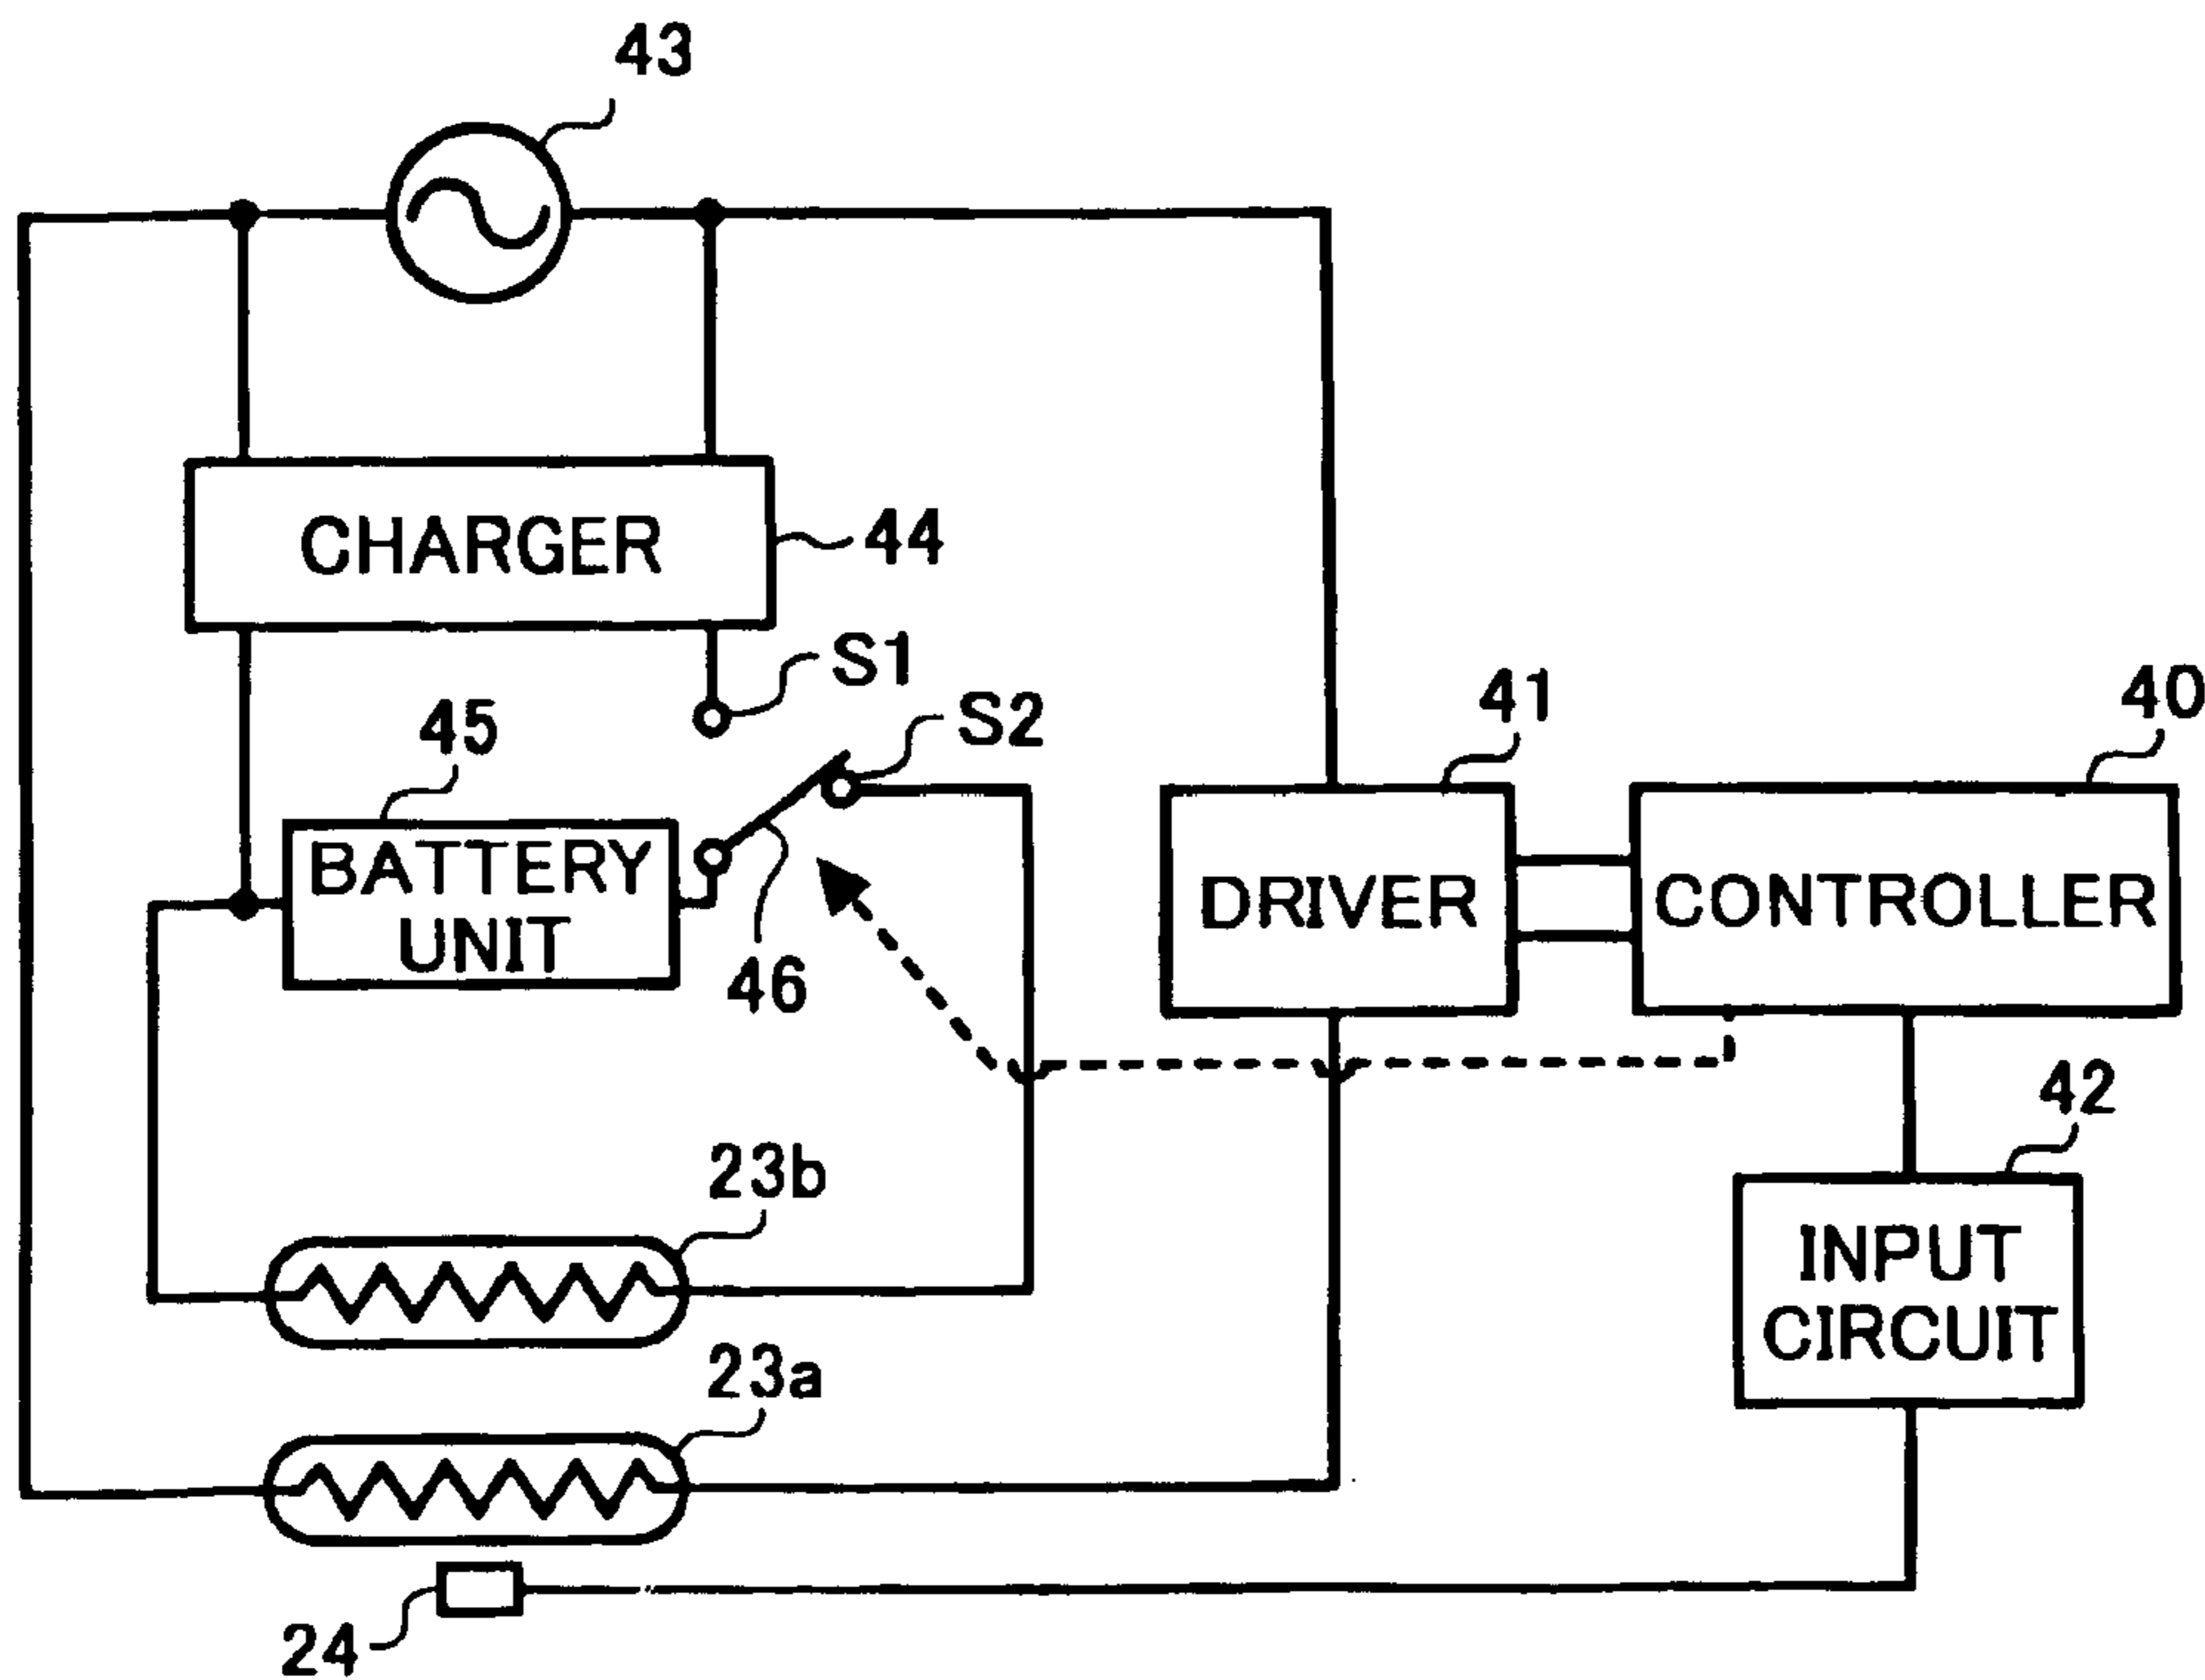 43
CHARGER
44
S1
S2
45
BATTERY
UNIT
46
41
DRIVER
40
CONTROLLER
42
INPUT
CIRCUIT
23b
23a
24